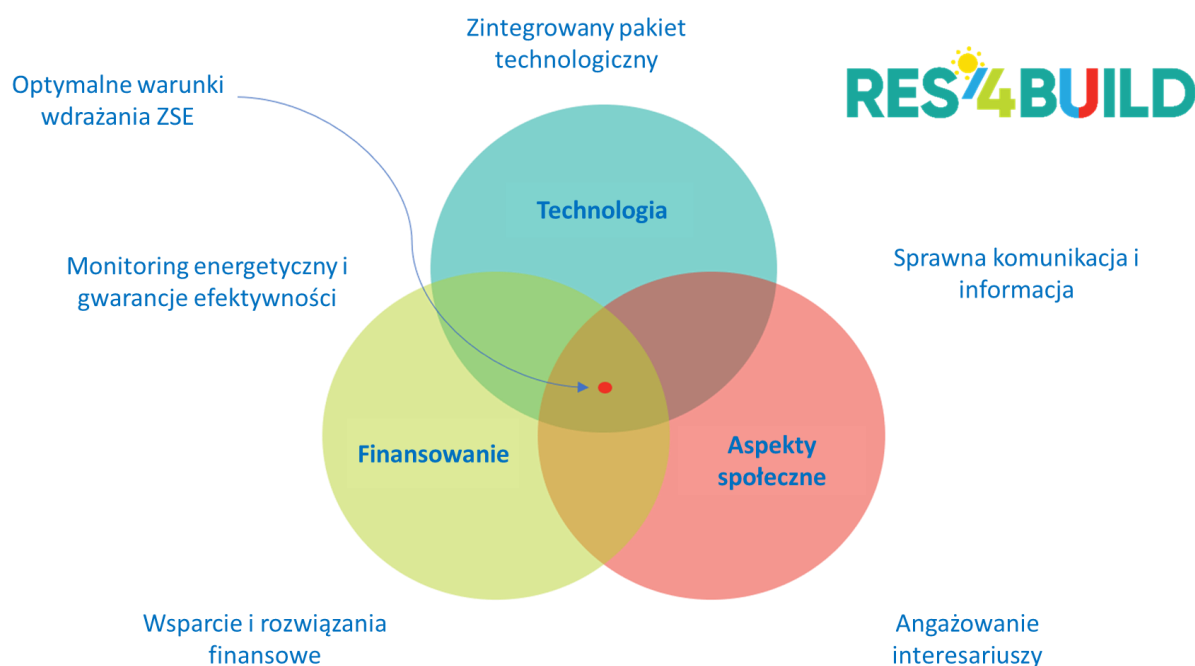 Zintegrowany pakiet
technologiczny
RES4BUILD
Optymalne warunki
wdrażania ZSE
Technologia
Monitoring energetyczny i
gwarancje efektywności
Sprawna komunikacja i
informacja
Finansowanie
Aspekty
społeczne
Wsparcie i rozwiązania
finansowe
Angażowanie
interesariuszy